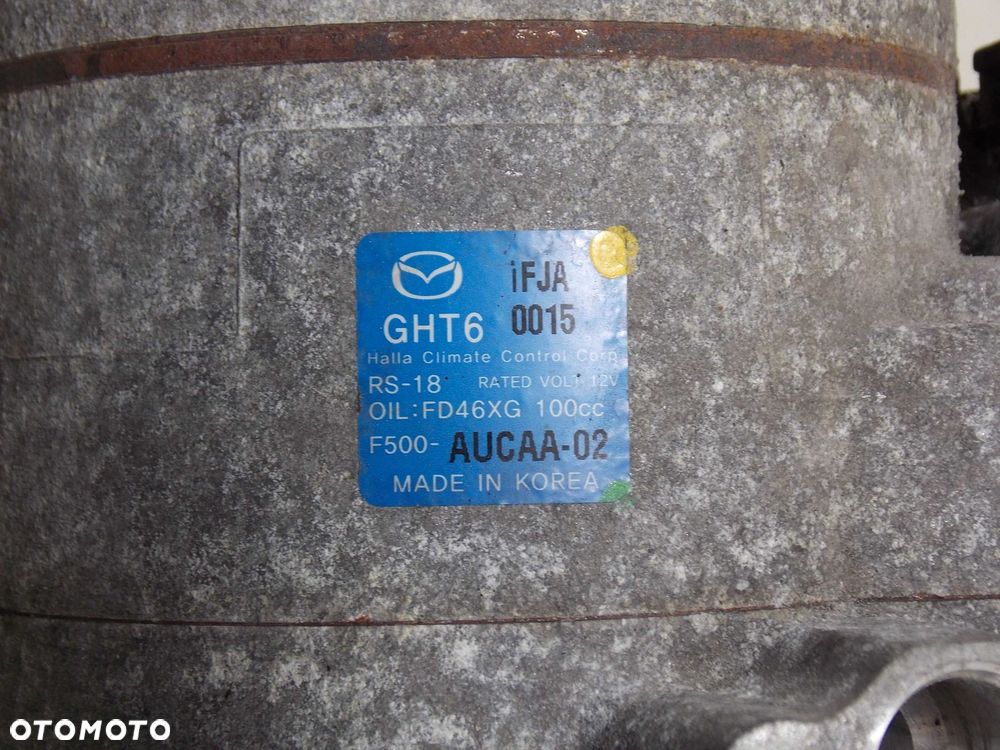 iFJA
GHT6 0015
Halla Climate Control Corp
RS-18 RATED VOLT 12V
OIL:FD46XG 100cc
F500- AUCAA-02
MADE IN KOREA
OTOMOTO